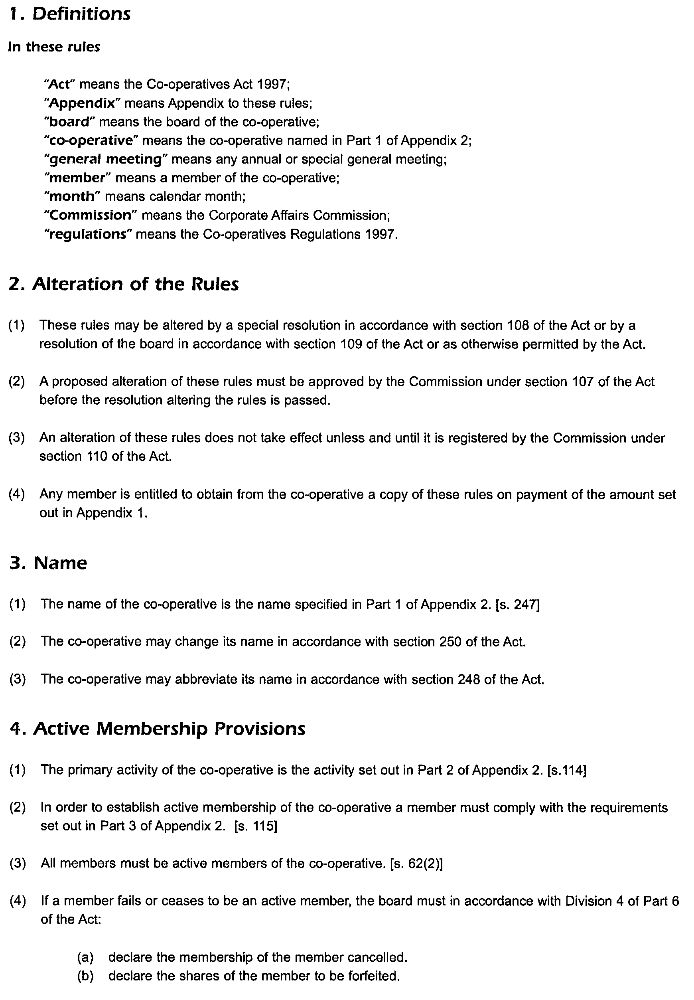 1. Definitions
In these rules
"Act" means the Co-operatives Act 1997;
"Appendix" means Appendix to these rules;
"board" means the board of the co-operative;
"co-operative" means the co-operative named in Part 1 of Appendix 2;
"general meeting" means any annual or special general meeting;
"member" means a member of the co-operative;
"month" means calendar month;
"Commission" means the Corporate Affairs Commission;
"regulations" means the Co-operatives Regulations 1997.
2. Alteration of the Rules
(1) These rules may be altered by a special resolution in accordance with section 108 of the Act or by a
resolution of the board in accordance with section 109 of the Act or as otherwise permitted by the Act.
(2) A proposed alteration of these rules must be approved by the Commission under section 107 of the Act
before the resolution altering the rules is passed.
(3) An alteration of these rules does not take effect unless and until it is registered by the Commission under
section 110 of the Act.
(4) Any member is entitled to obtain from the co-operative a copy of these rules on payment of the amount set
out in Appendix 1.
3. Name
(1) The name of the co-operative is the name specified in Part 1 of Appendix 2. [s. 247]
(2) The co-operative may change its name in accordance with section 250 of the Act.
(3) The co-operative may abbreviate its name in accordance with section 248 of the Act.
4. Active Membership Provisions
(1) The primary activity of the co-operative is the activity set out in Part 2 of Appendix 2. [s.114]
(2) In order to establish active membership of the co-operative a member must comply with the requirements
set out in Part 3 of Appendix 2. [s. 115]
(3) All members must be active members of the co-operative. [s. 62(2)]
(4) If a member fails or ceases to be an active member, the board must in accordance with Division 4 of Part 6
of the Act:
(a) declare the membership of the member cancelled.
(b) declare the shares of the member to be forfeited.